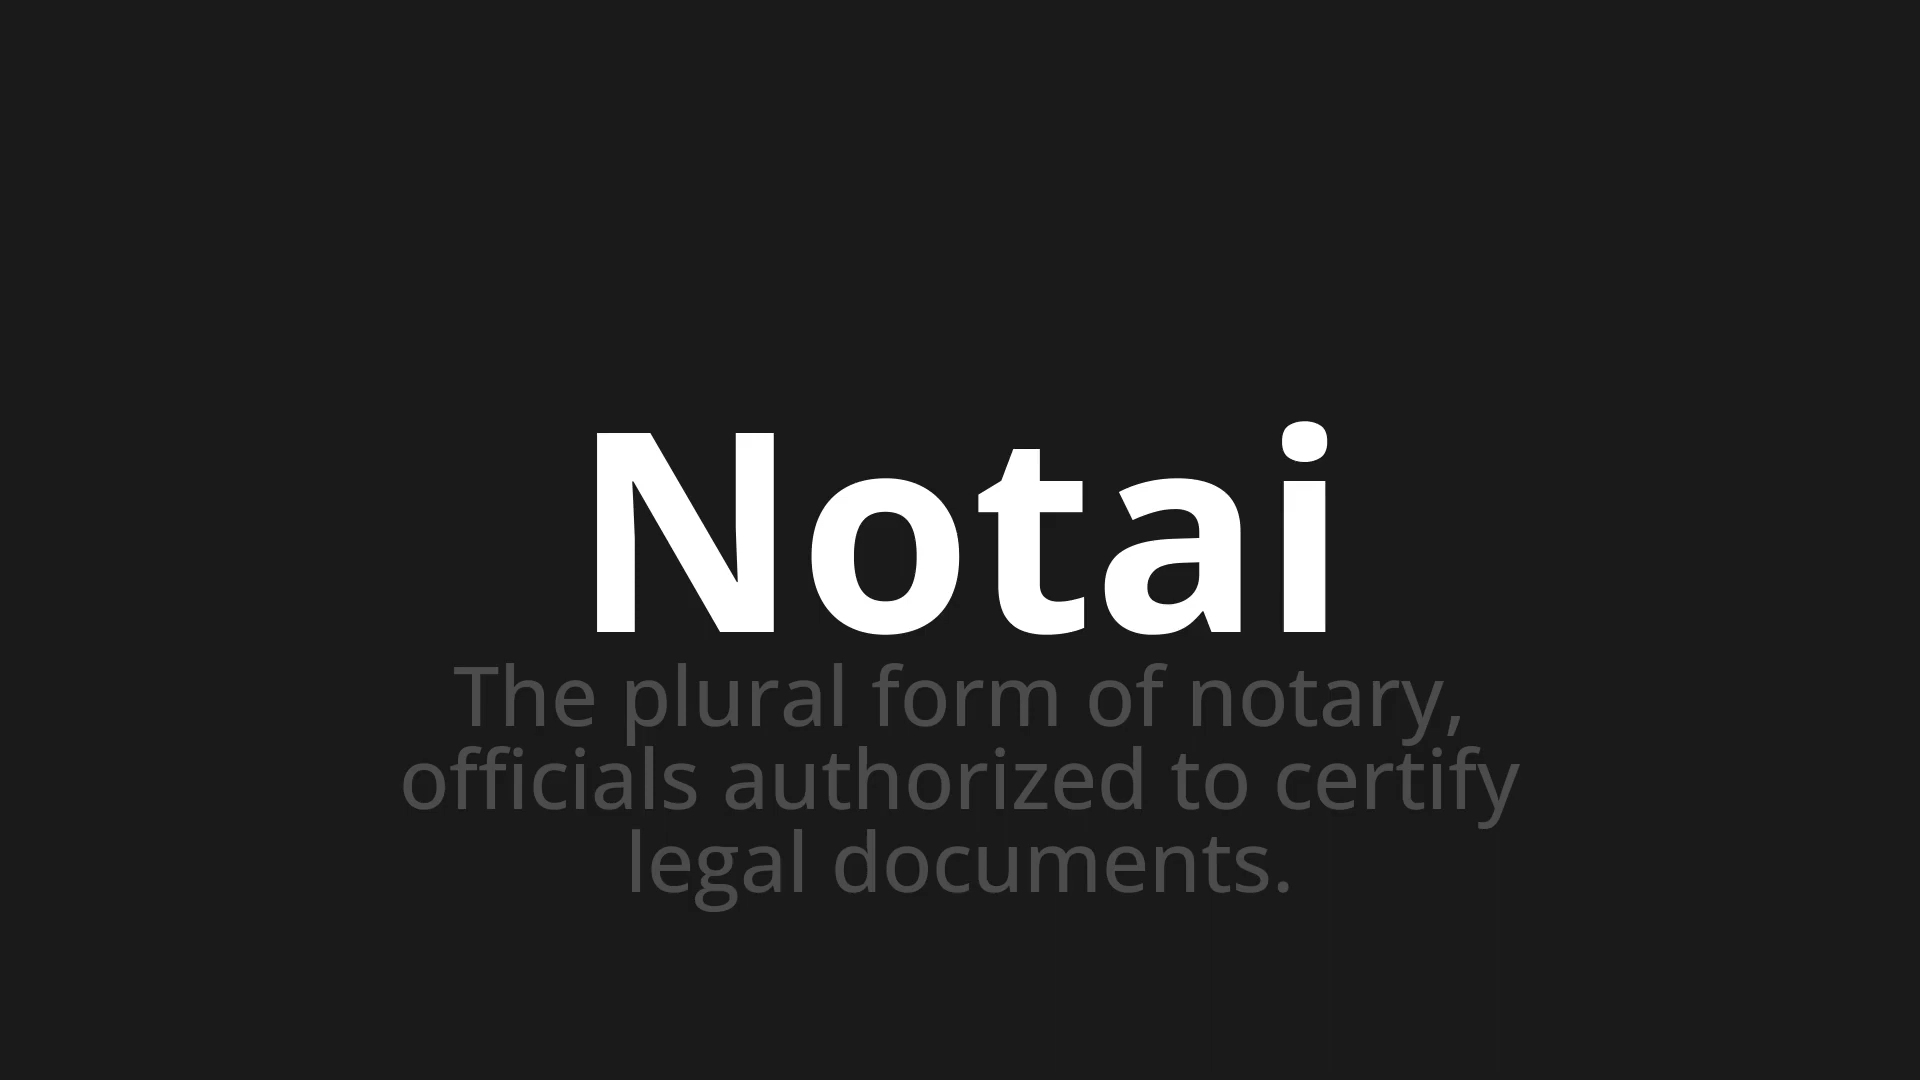 Notai
The plural form of notary,
officials authorized to certify
legal documents.